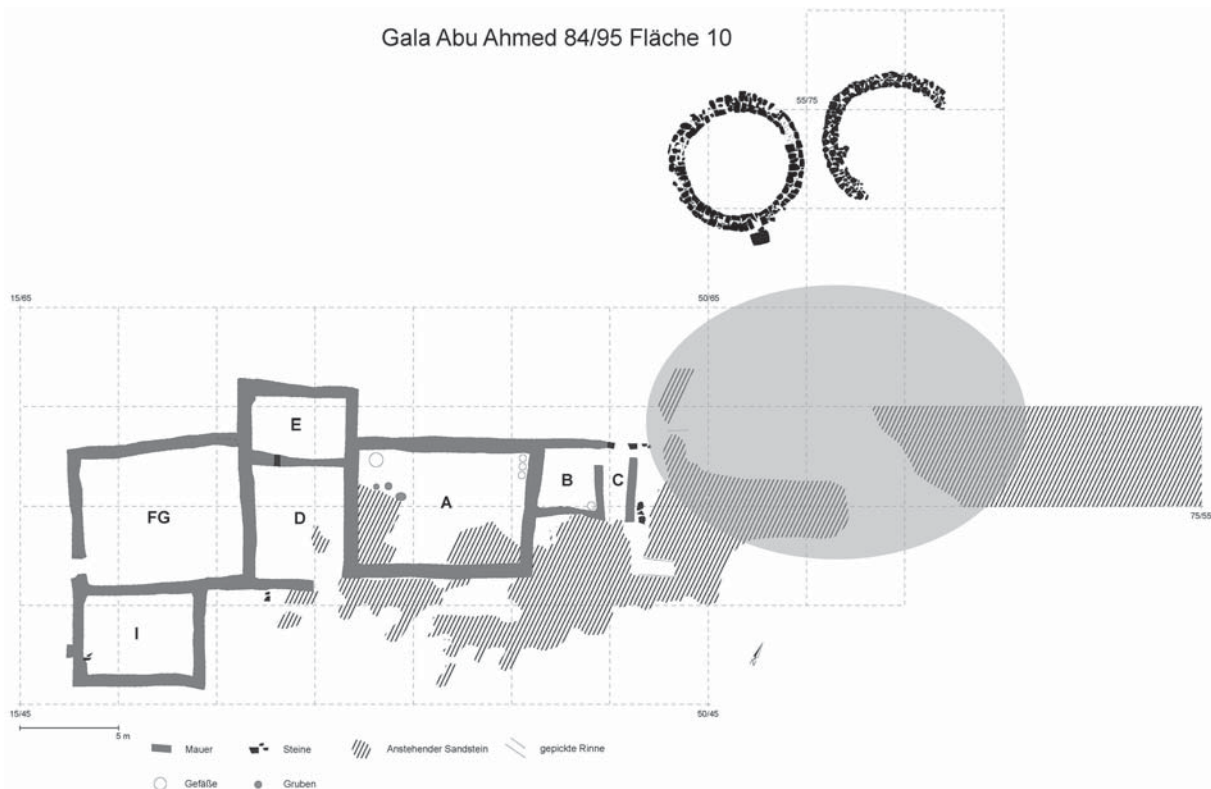 Gala Abu Ahmed 84/95 Fläche 10
55/75
15/65
50/65
E
B
C
A
FG
D
75/55
I
15/45
50/45
5 m
Mauer
Steine
Anstehender Sandstein
gepickte Rinne
Gefäße
Gruben